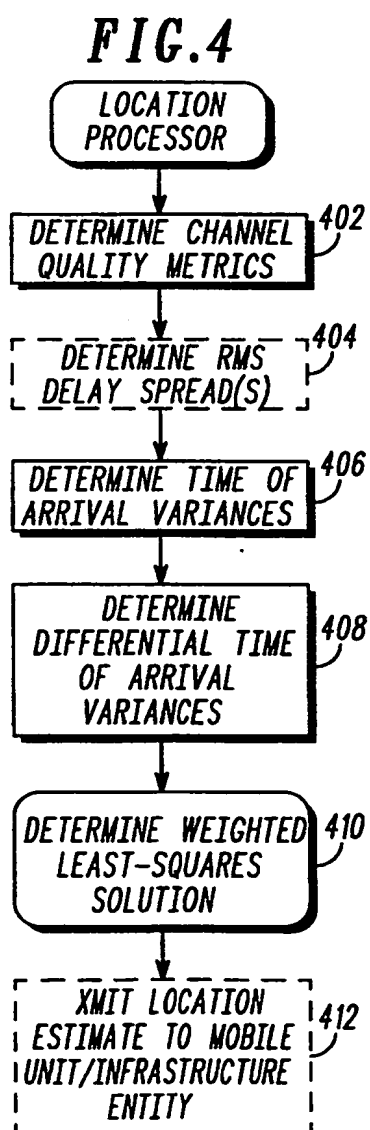 FIG.4
LOCATION
PROCESSOR
402
DETERMINE CHANNEL
QUALITY METRICS
404
DETERMINE RMS
DELAY SPREAD(S)
406
DETERMINE TIME OF
ARRIVAL VARIANCES
408
DETERMINE
DIFFERENTIAL TIME
OF ARRIVAL
VARIANCES
410
DETERMINE WEIGHTED
LEAST-SQUARES
SOLUTION
412
XMIT LOCATION
ESTIMATE TO MOBILE
UNIT/INFRASTRUCTURE
ENTITY